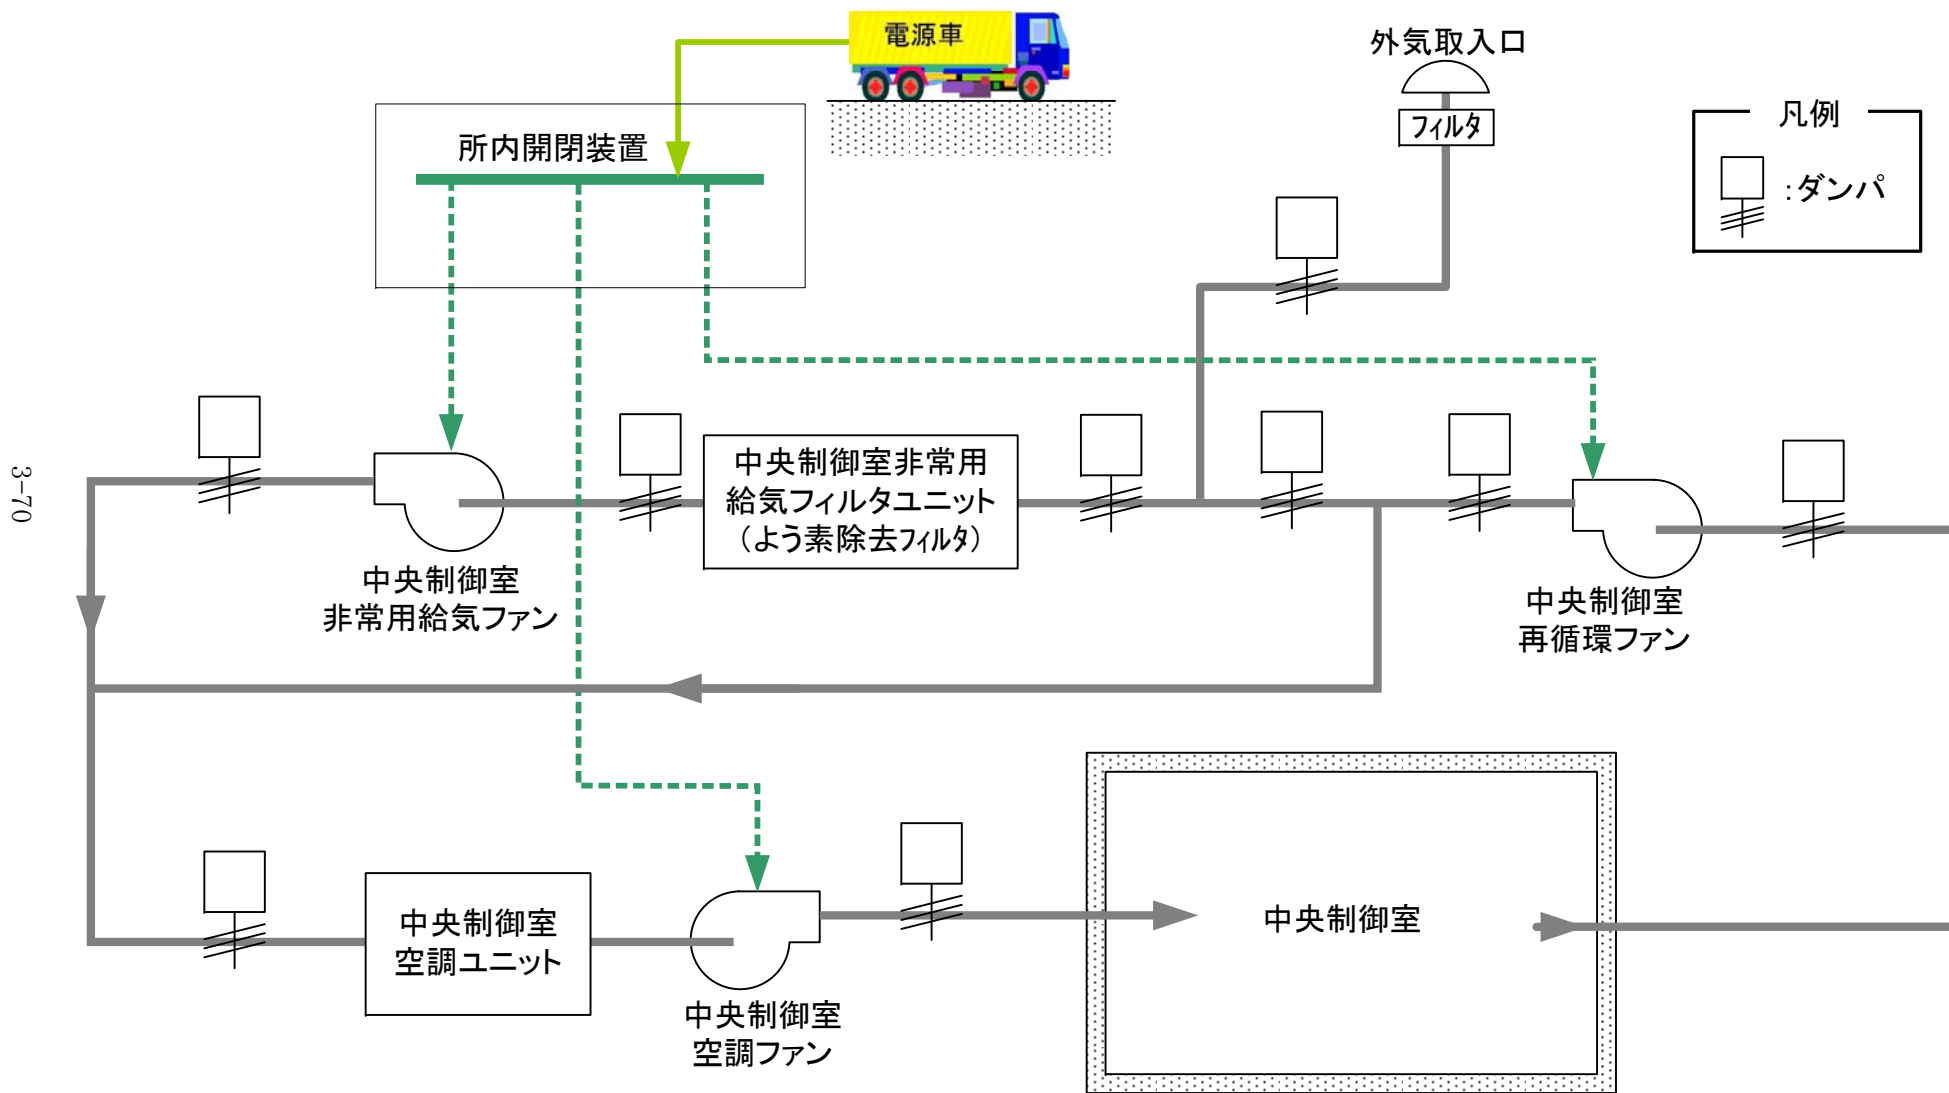 電源車
外気取入口
フィルタ
凡例
:ダンパ
所内開閉装置
中央制御室非常用
給気フィルタユニット
（よう素除去フィルタ）
中央制御室
非常用給気ファン
中央制御室
再循環ファン
3-70
中央制御室
空調ユニット
中央制御室
空調ファン
中央制御室